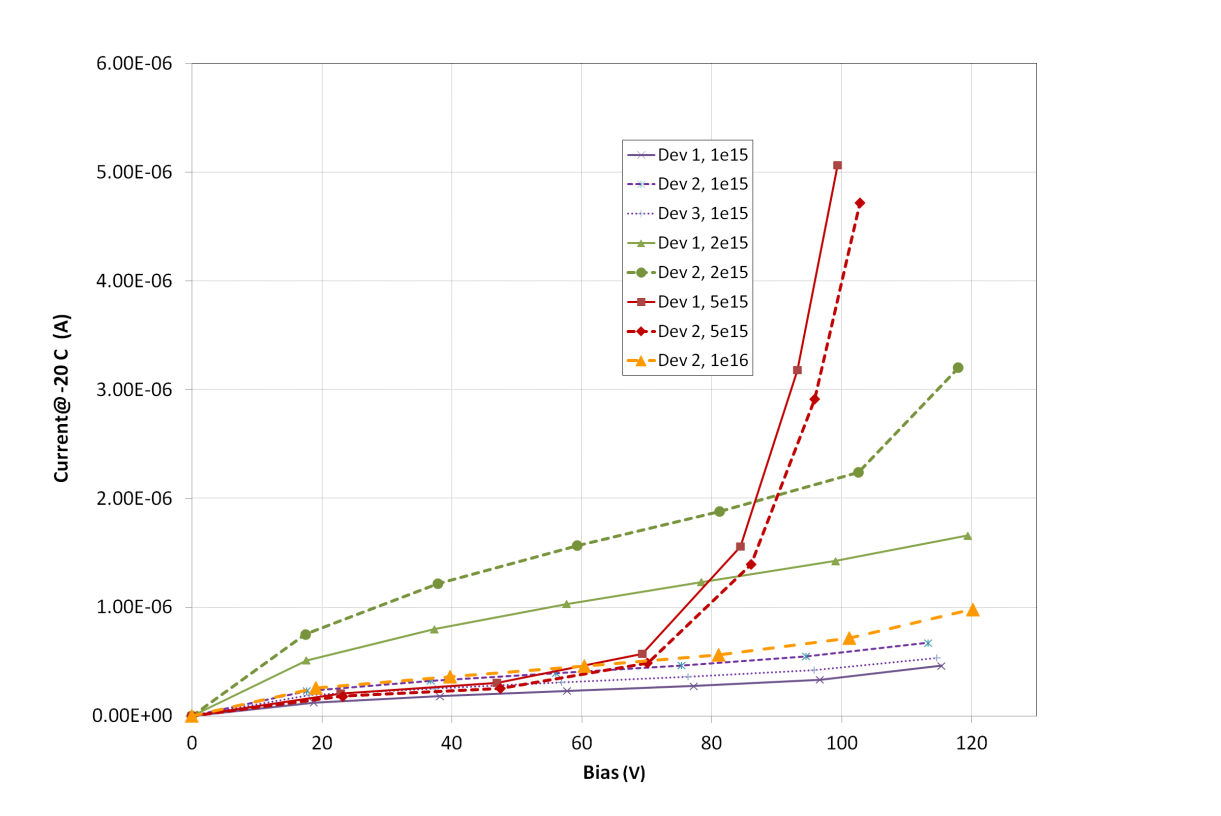 6.00E-06
5.00E-06
4.00E-06
3.00E-06
2.00E-06
1.00E-06
0.00E+00
Current@ -20 C (A)
Dev 1, 1e15
Dev 2, 1e15
Dev 3, 1e15
Dev 1, 2e15
Dev 2, 2e15
Dev 1, 5e15
Dev 2, 5e15
Dev 2, 1e16
0 20 40 60 80 100 120
Bias (V)